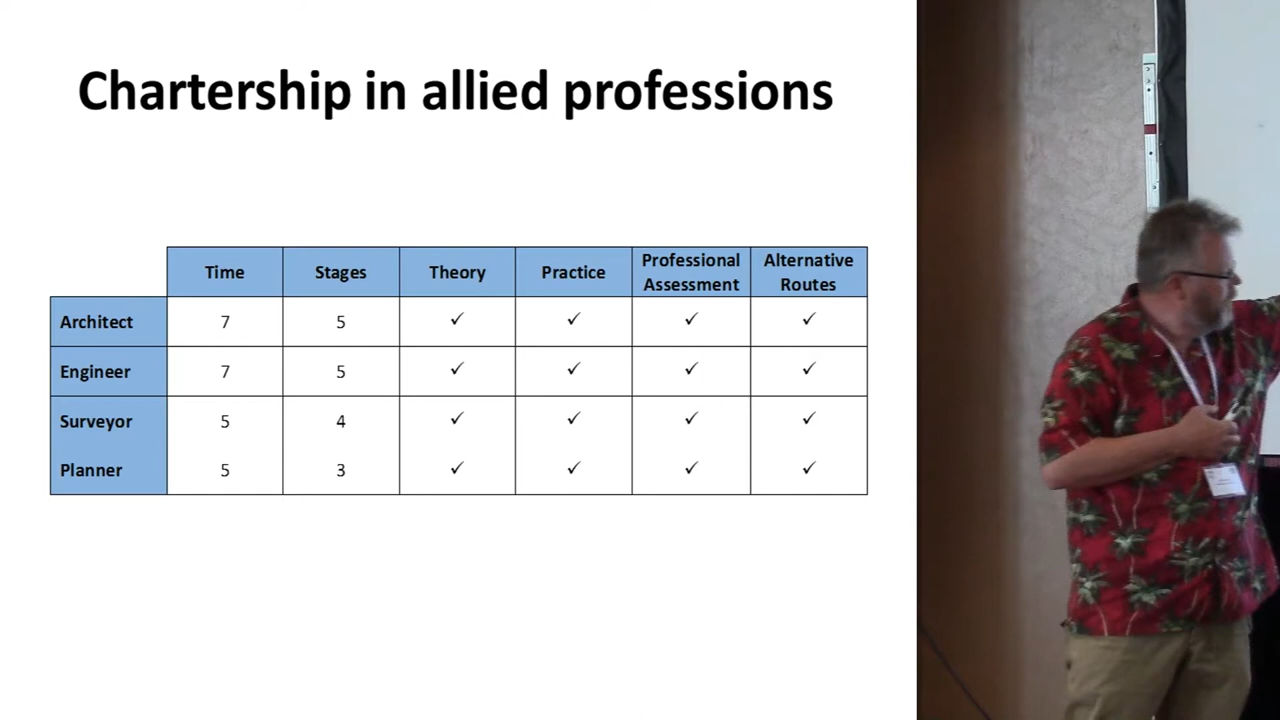 Chartership in allied professions
Time Stages Theory Practice Professional Assessment Alternative Routes
Architect 7 5 ✓ ✓ ✓ ✓
Engineer 7 5 ✓ ✓ ✓ ✓
Surveyor 5 4 ✓ ✓ ✓ ✓
Planner 5 3 ✓ ✓ ✓ ✓